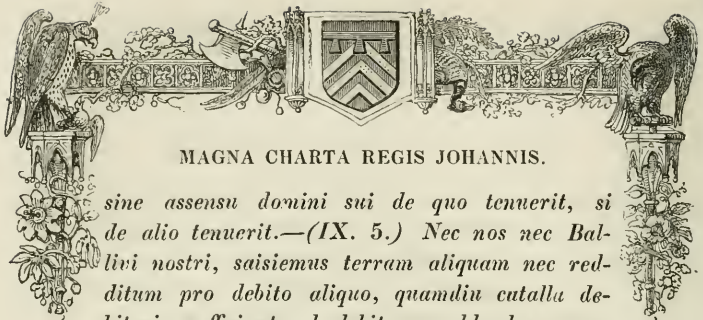 MAGNA CHARTA REGIS JOHANNIS.
sine assensu domini sui de quo tenuerit, si
de alio tenuerit.—(IX. 5.) Nec nos nec Bal-
livi nostri, saisiemus terram aliquam nec red-
ditum pro debito aliquo, quamdiu catalla de-